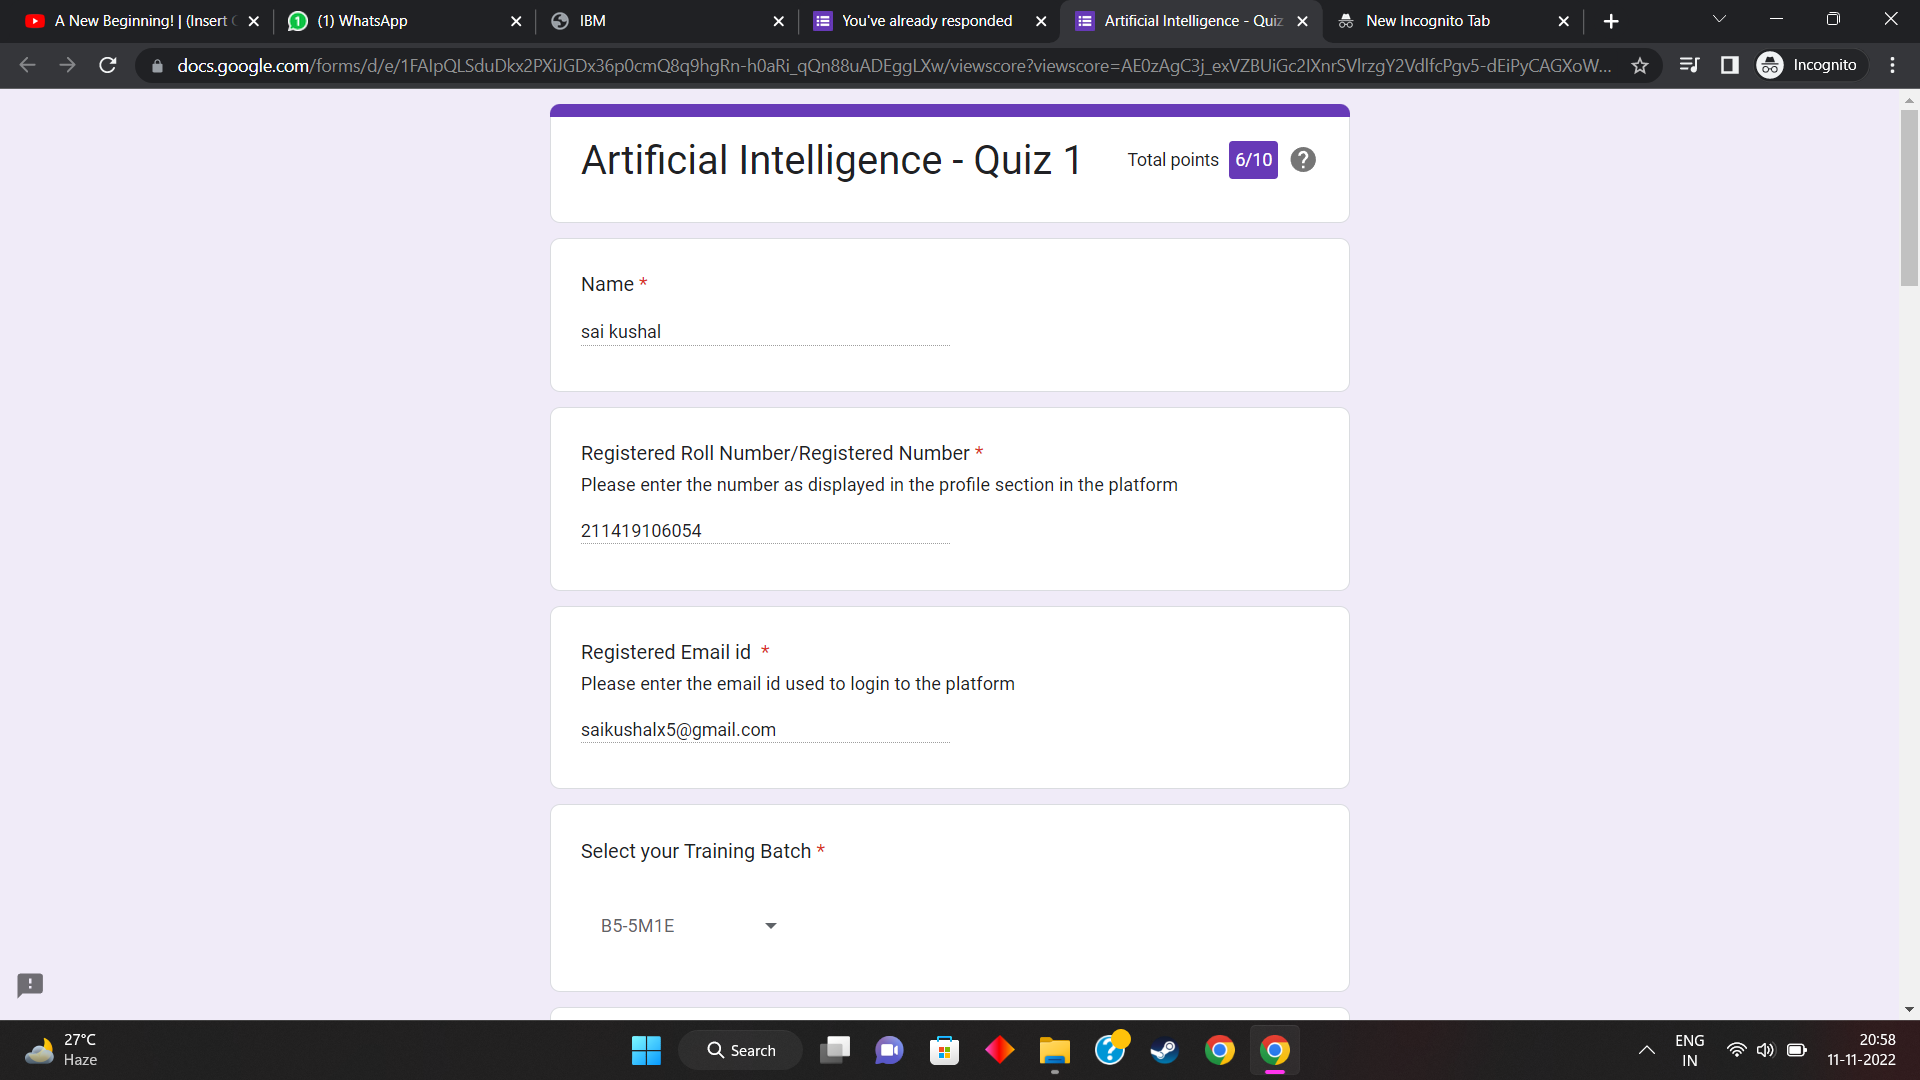 A New Beginning! | (Insert
(1) WhatsApp
IBM
You've already responded
Artificial Intelligence - Quiz
New Incognito Tab
docs.google.com/forms/d/e/1FAIpQLSduDkx2PXiJGDx36p0cmQ8q9hgRn-h0aRi_qQn88uADEggLXw/viewscore?viewscore=AE0zAgC3j_exVZBUiGc2IXnrSVlrzgY2VdlfcPgv5-dEiPyCAGXoW...
Incognito
Artificial Intelligence - Quiz 1
Total points 6/10
Name *
sai kushal
Registered Roll Number/Registered Number *
Please enter the number as displayed in the profile section in the platform
211419106054
Registered Email id *
Please enter the email id used to login to the platform
saikushalx5@gmail.com
Select your Training Batch *
B5-5M1E
27°C
Haze
Search
ENG
IN
20:58
11-11-2022